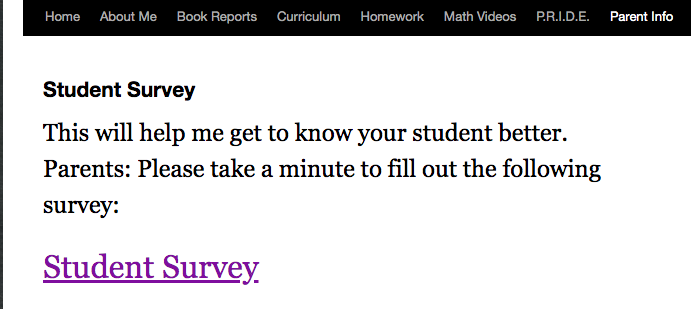 Home About Me Book Reports Curriculum Homework Math Videos P.R.I.D.E. Parent Info
Student Survey
This will help me get to know your student better.
Parents: Please take a minute to fill out the following
survey:
Student Survey